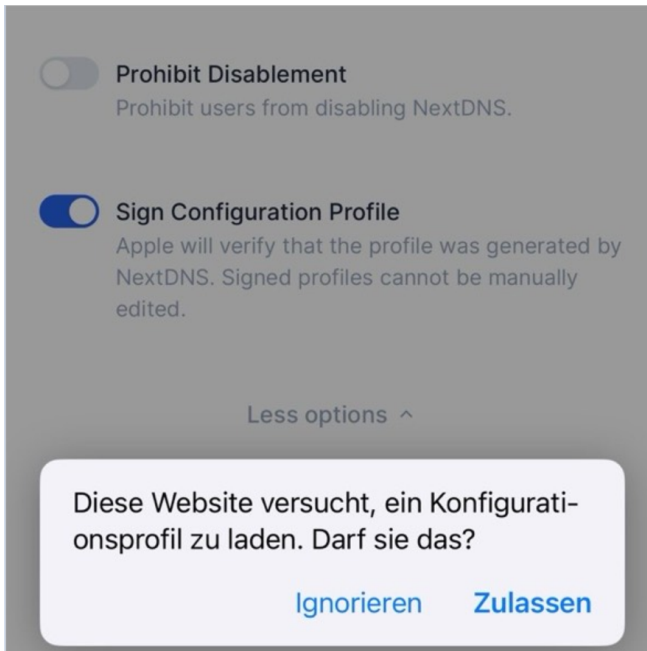 Prohibit Disablement
Prohibit users from disabling NextDNS.
Sign Configuration Profile
Apple will verify that the profile was generated by
NextDNS. Signed profiles cannot be manually
edited.
Less options ^
Diese Website versucht, ein Konfigurati-
onsprofil zu laden. Darf sie das?
Ignorieren Zulassen